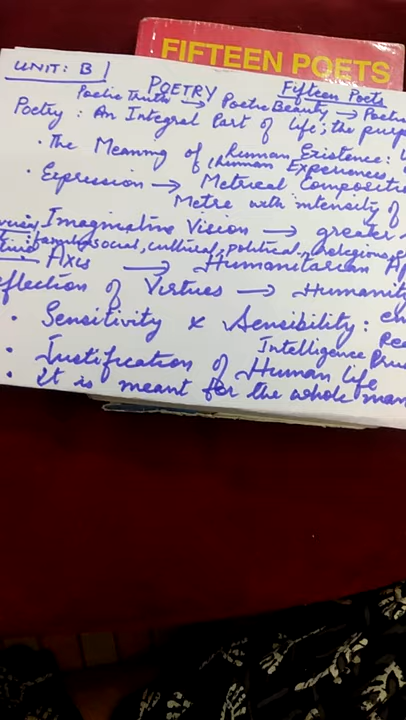 FIFTEEN POETS
UNIT: B
POETRY Fifteen Poets
Poetic Truth → Poetic Beauty → Poetic
Poetry: An Integral Part of life; the purp
• The Meaning of Human Existence:
Human Experiences,
• Expression → Metrical Compositi
Metre with intensity of
Imaginative Vision → greater
social, cultural, political, religious,
Axis → Humanitarian
eflection of Virtues → Humanity
• Sensitivity & Sensibility:
Intelligence
• Justification of Human life
• It is meant for the whole man